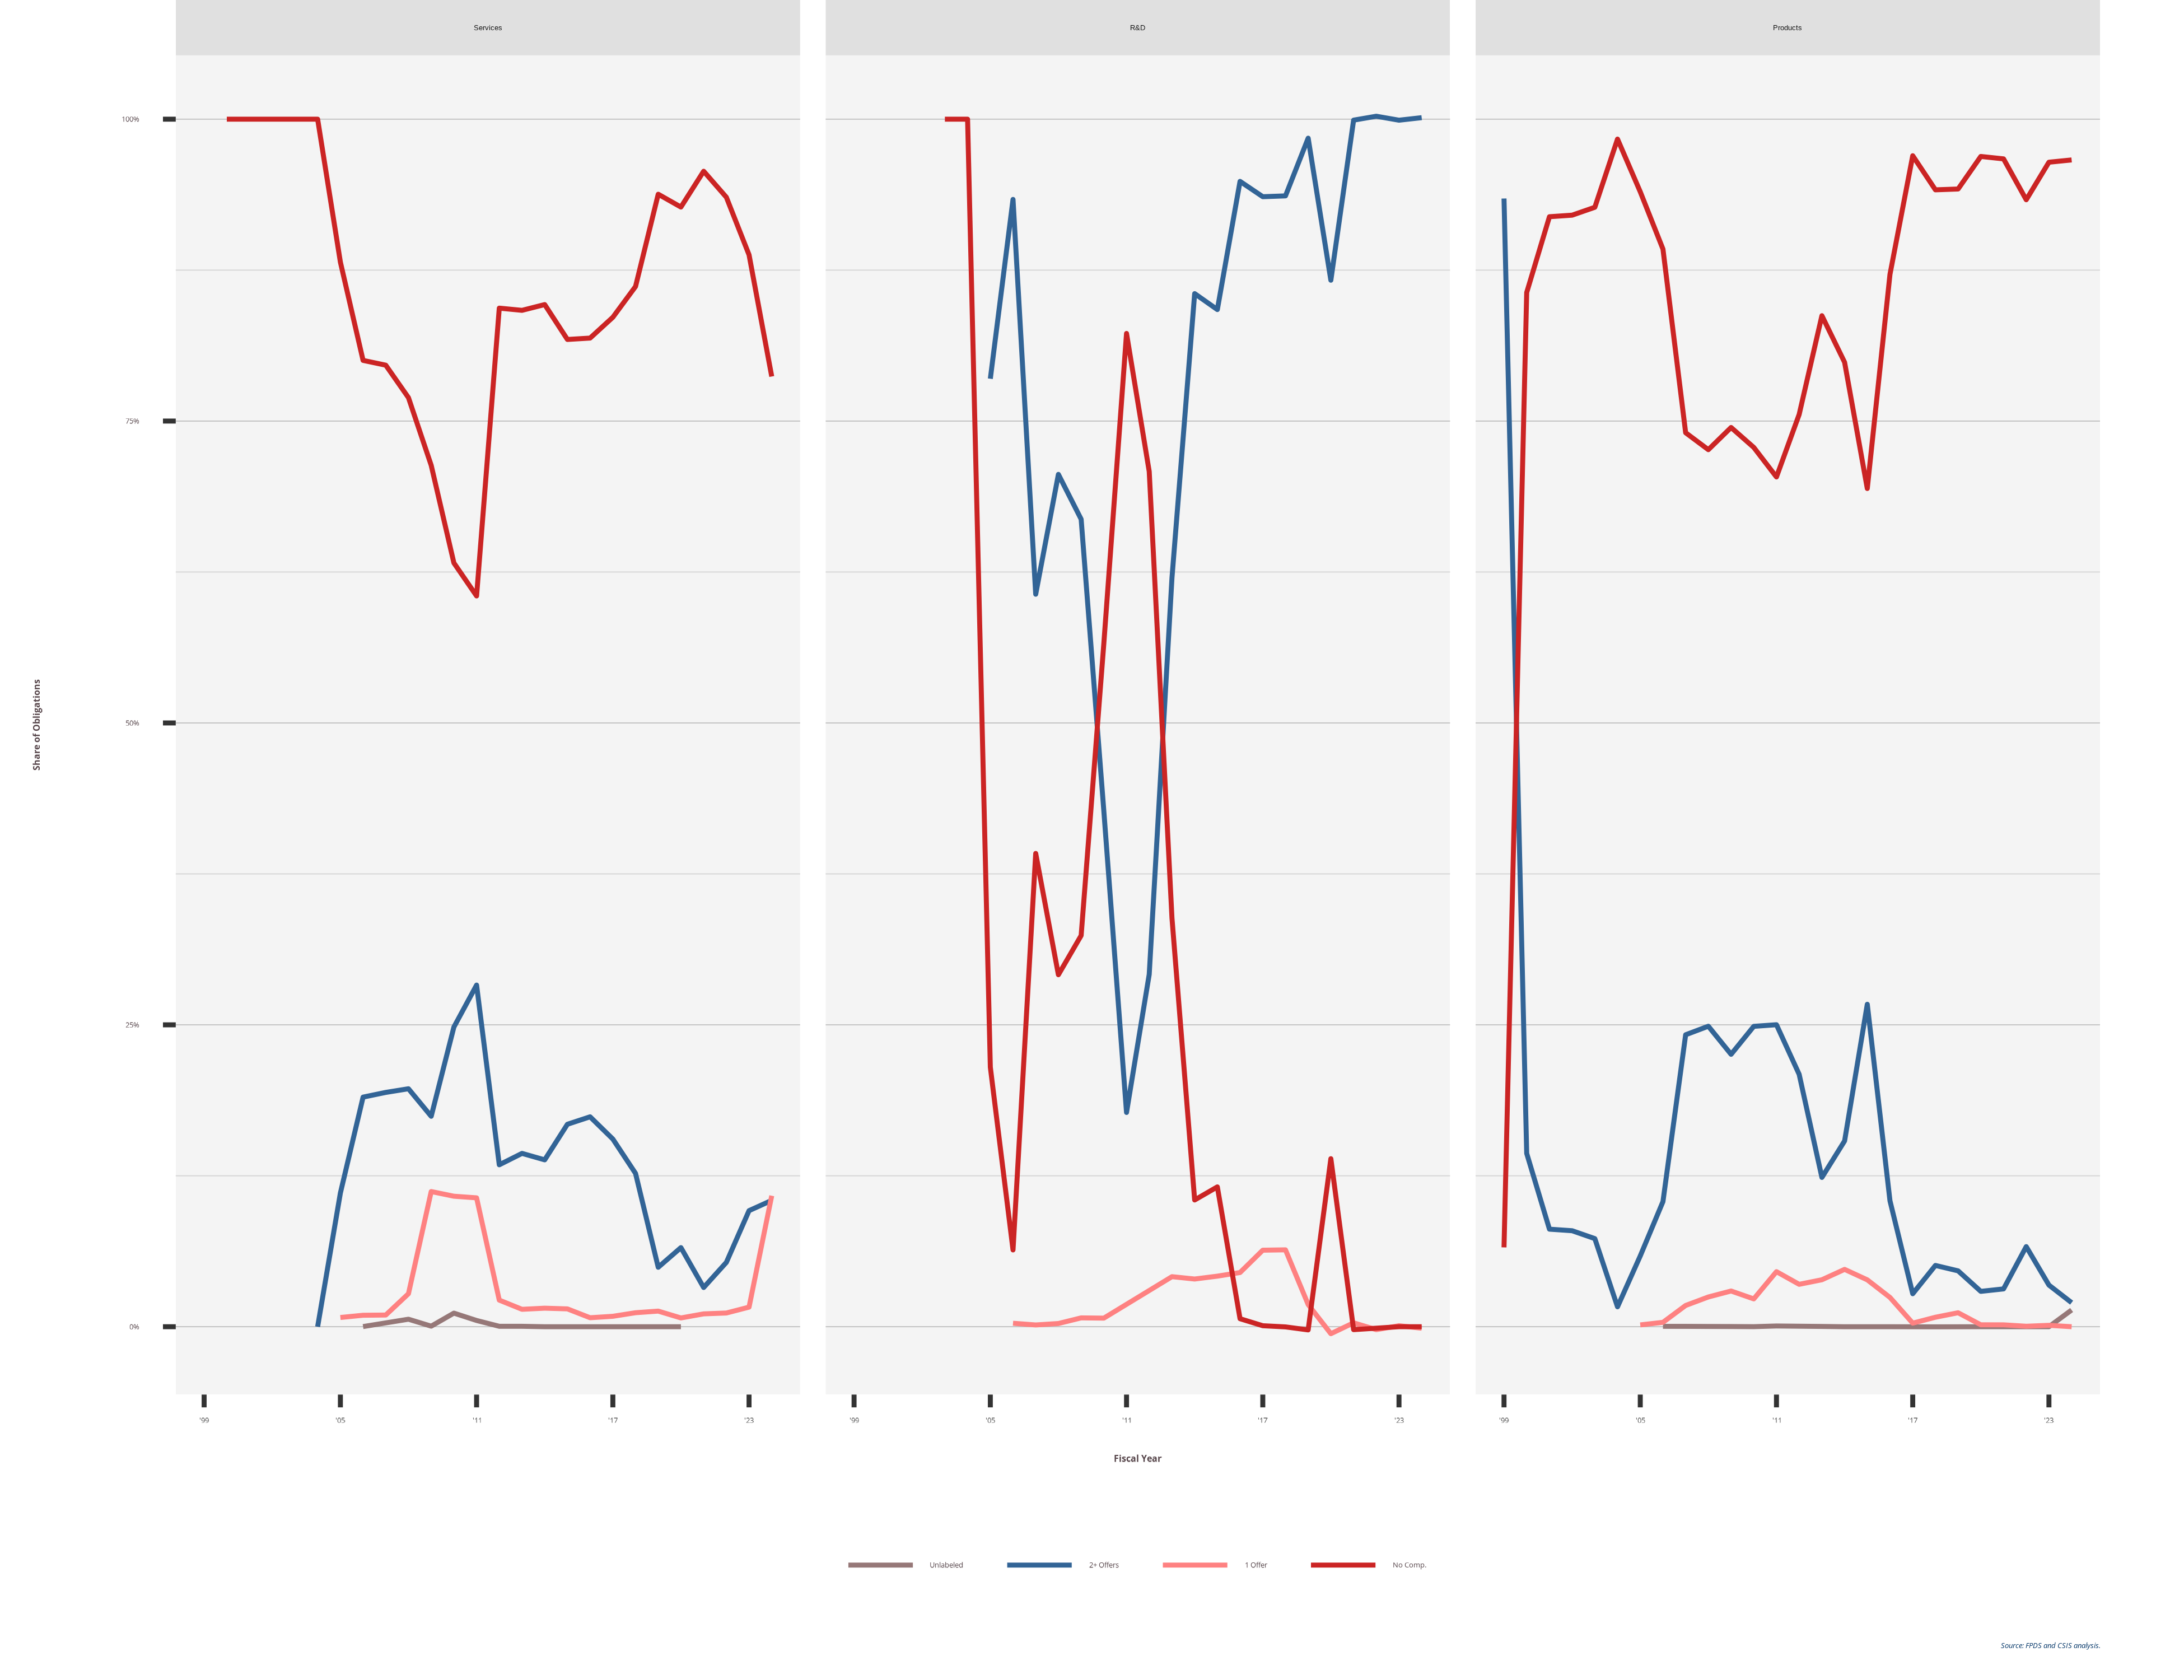 Services R&D Products
100%
75%
50%
25%
0%
Share of Obligations
'99 '05 '11 '17 '23 '99 '05 '11 '17 '23 '99 '05 '11 '17 '23
Fiscal Year
Unlabeled 2+ Offers 1 Offer No Comp.
Source: FPDS and CSIS analysis.